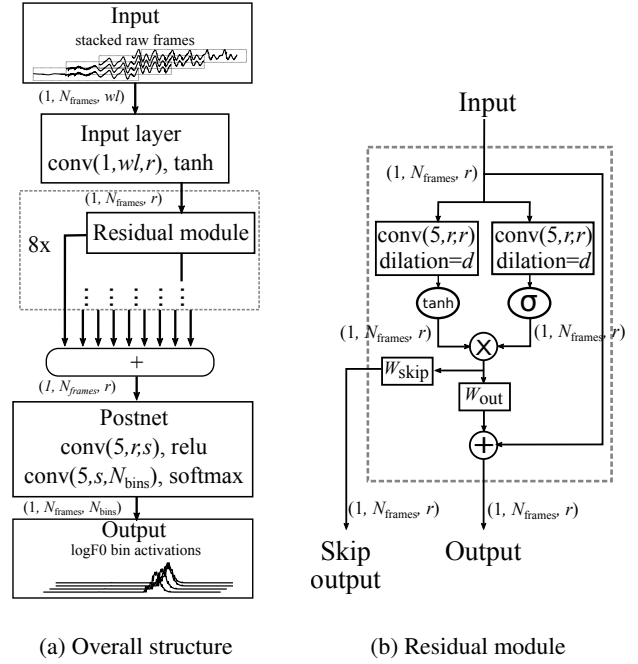 Input
stacked raw frames
(1, N_frames, wl)
Input layer
conv(1,wl,r), tanh
(1, N_frames, r)
8x
Residual module
+
(1, N_frames, r)
Postnet
conv(5,r,s), relu
conv(5,s,N_bins), softmax
(1, N_frames, N_bins)
Output
logF0 bin activations
(a) Overall structure
Input
(1, N_frames, r)
conv(5,r,r)
dilation=d
conv(5,r,r)
dilation=d
tanh
σ
(1, N_frames, r)
(1, N_frames, r)
X
W_skip
W_out
+
(1, N_frames, r)
(1, N_frames, r)
Skip
output
Output
(b) Residual module